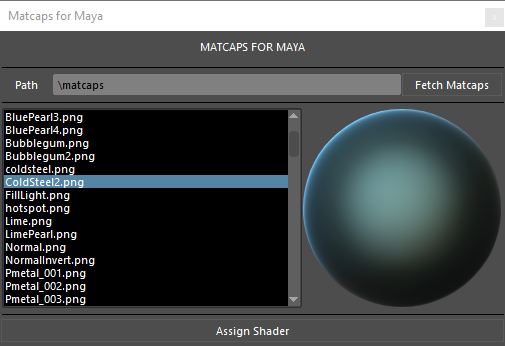 Matcaps for Maya
x
MATCAPS FOR MAYA
Path \matcaps Fetch Matcaps
BluePearl3.png
BluePearl4.png
Bubblegum.png
Bubblegum2.png
coldsteel.png
ColdSteel2.png
FillLight.png
hotspot.png
Lime.png
LimePearl.png
Normal.png
NormalInvert.png
Pmetal_001.png
Pmetal_002.png
Pmetal_003.png
Assign Shader